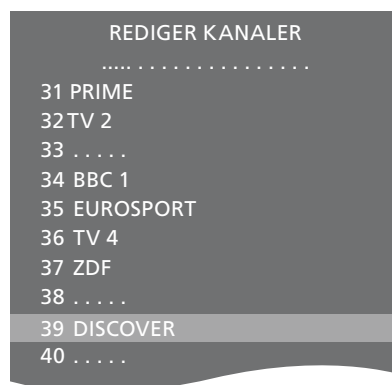 REDIGER KANALER
..... . . . . . . . . . . . . . . .
31 PRIME
32 TV 2
33 . . . . .
34 BBC 1
35 EUROSPORT
36 TV 4
37 ZDF
38 . . . . .
39 DISCOVER
40 . . . . .